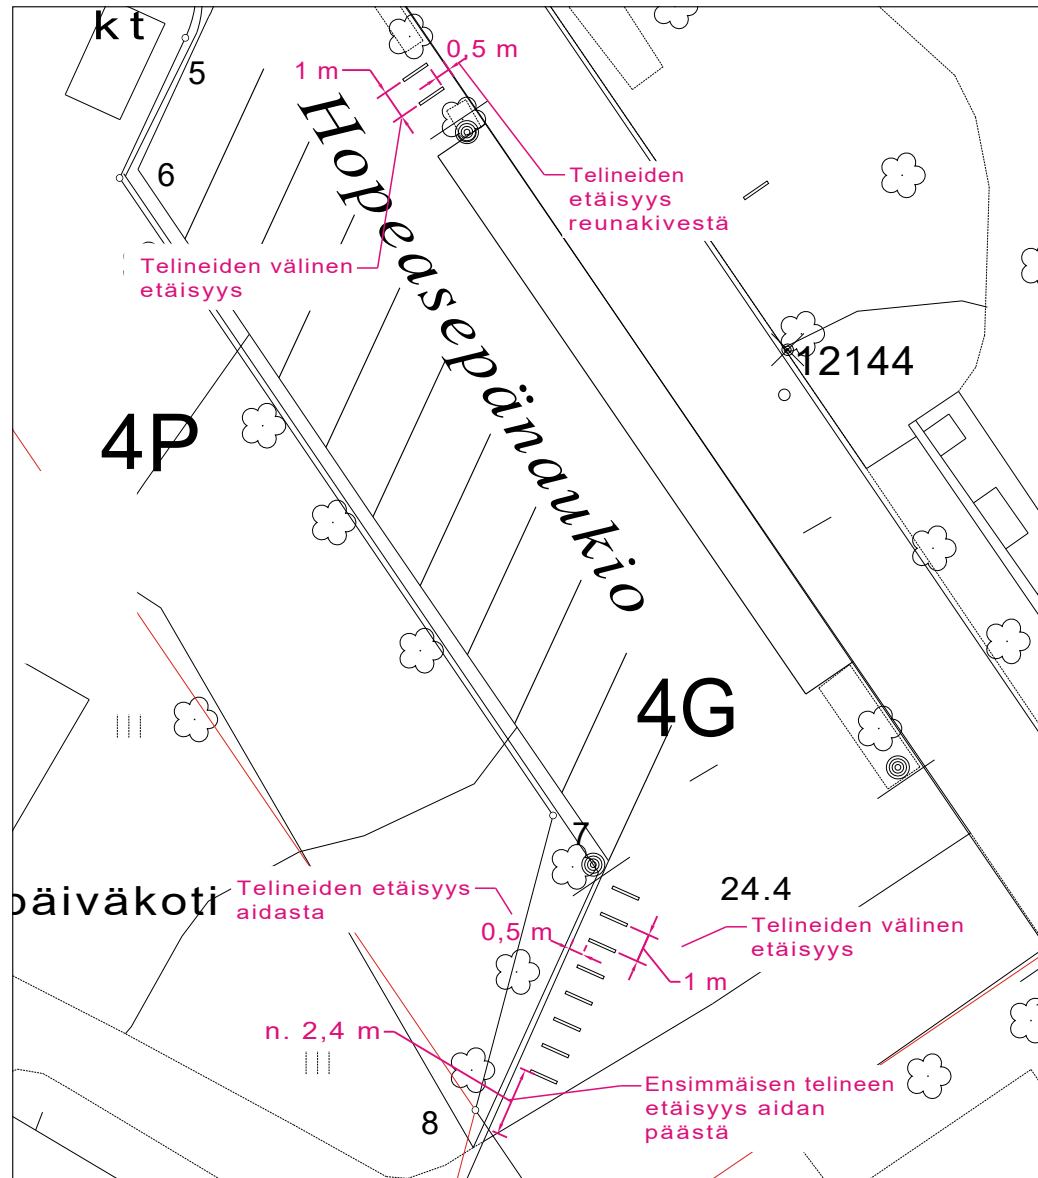 kt
5
0,5 m
1 m
6
Telineiden
etäisyys
reunakivestä
Hopeasepänaukio
Telineiden välinen
etäisyys
12144
4P
4G
7
päiväkoti
Telineiden etäisyys
aidasta
24.4
0,5 m
Telineiden välinen
etäisyys
1 m
n. 2,4 m
Ensimmäisen telineen
etäisyys aidan
päästä
8